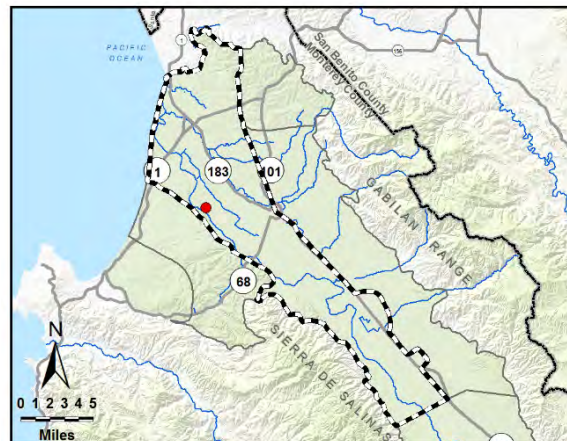 PACIFIC
OCEAN
1
156
San Benito County
Monterey County
1
183
101
GABILAN RANGE
68
SIERRA DE SALINAS
N
0 1 2 3 4 5
Miles